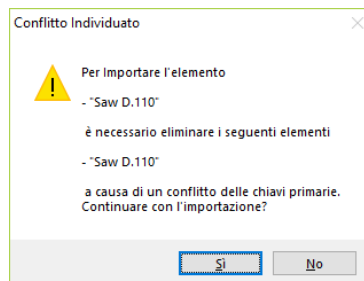 Conflitto Individuato
Per Importare l'elemento
- "Saw D.110"
è necessario eliminare i seguenti elementi
- "Saw D.110"
a causa di un conflitto delle chiavi primarie.
Continuare con l'importazione?
Sì
No